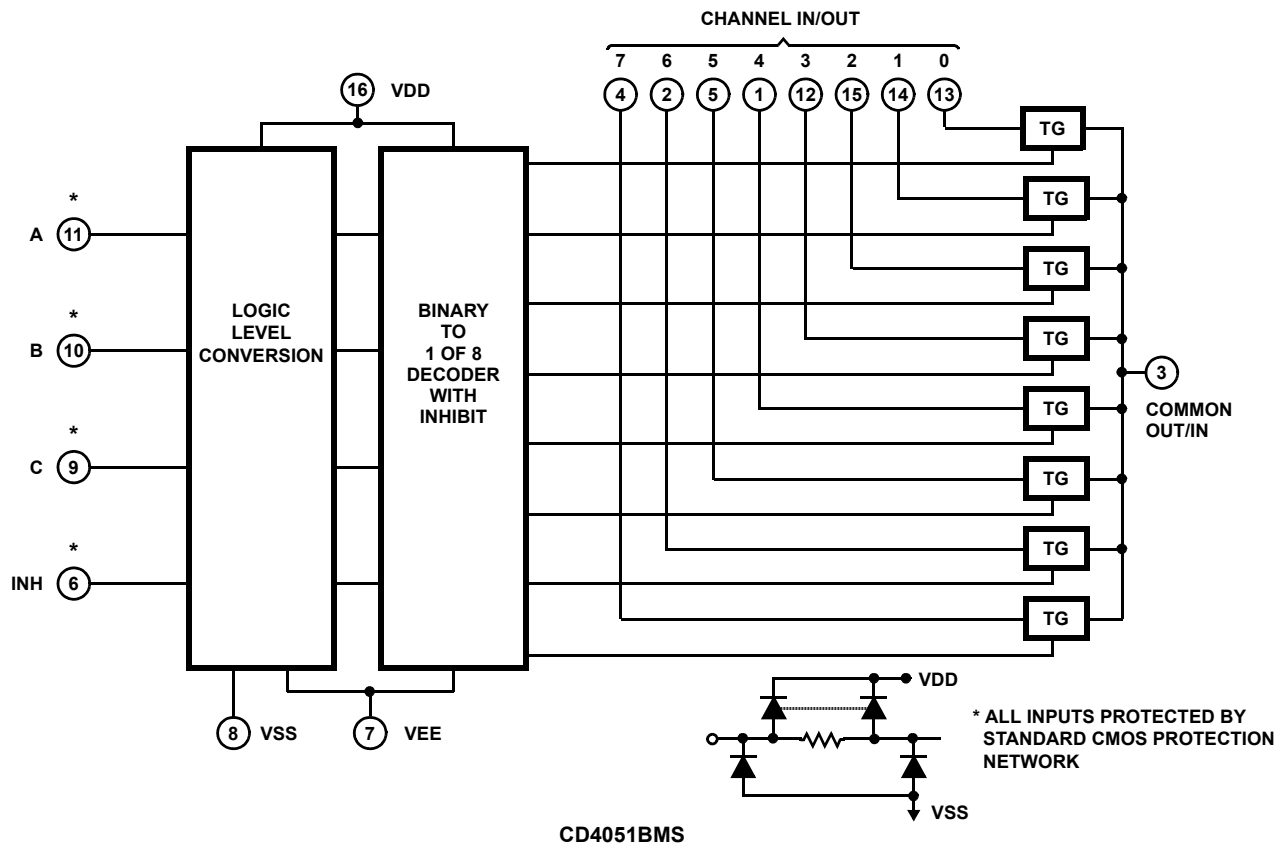 CHANNEL IN/OUT
7 6 5 4 3 2 1 0
4 2 5 1 12 15 14 13
16 VDD
TG
TG
TG
TG
TG
TG
TG
TG
*
A 11
*
B 10
*
C 9
*
INH 6
LOGIC
LEVEL
CONVERSION
BINARY
TO
1 OF 8
DECODER
WITH
INHIBIT
3
COMMON
OUT/IN
8 VSS
7 VEE
VDD
VSS
* ALL INPUTS PROTECTED BY
STANDARD CMOS PROTECTION
NETWORK
CD4051BMS